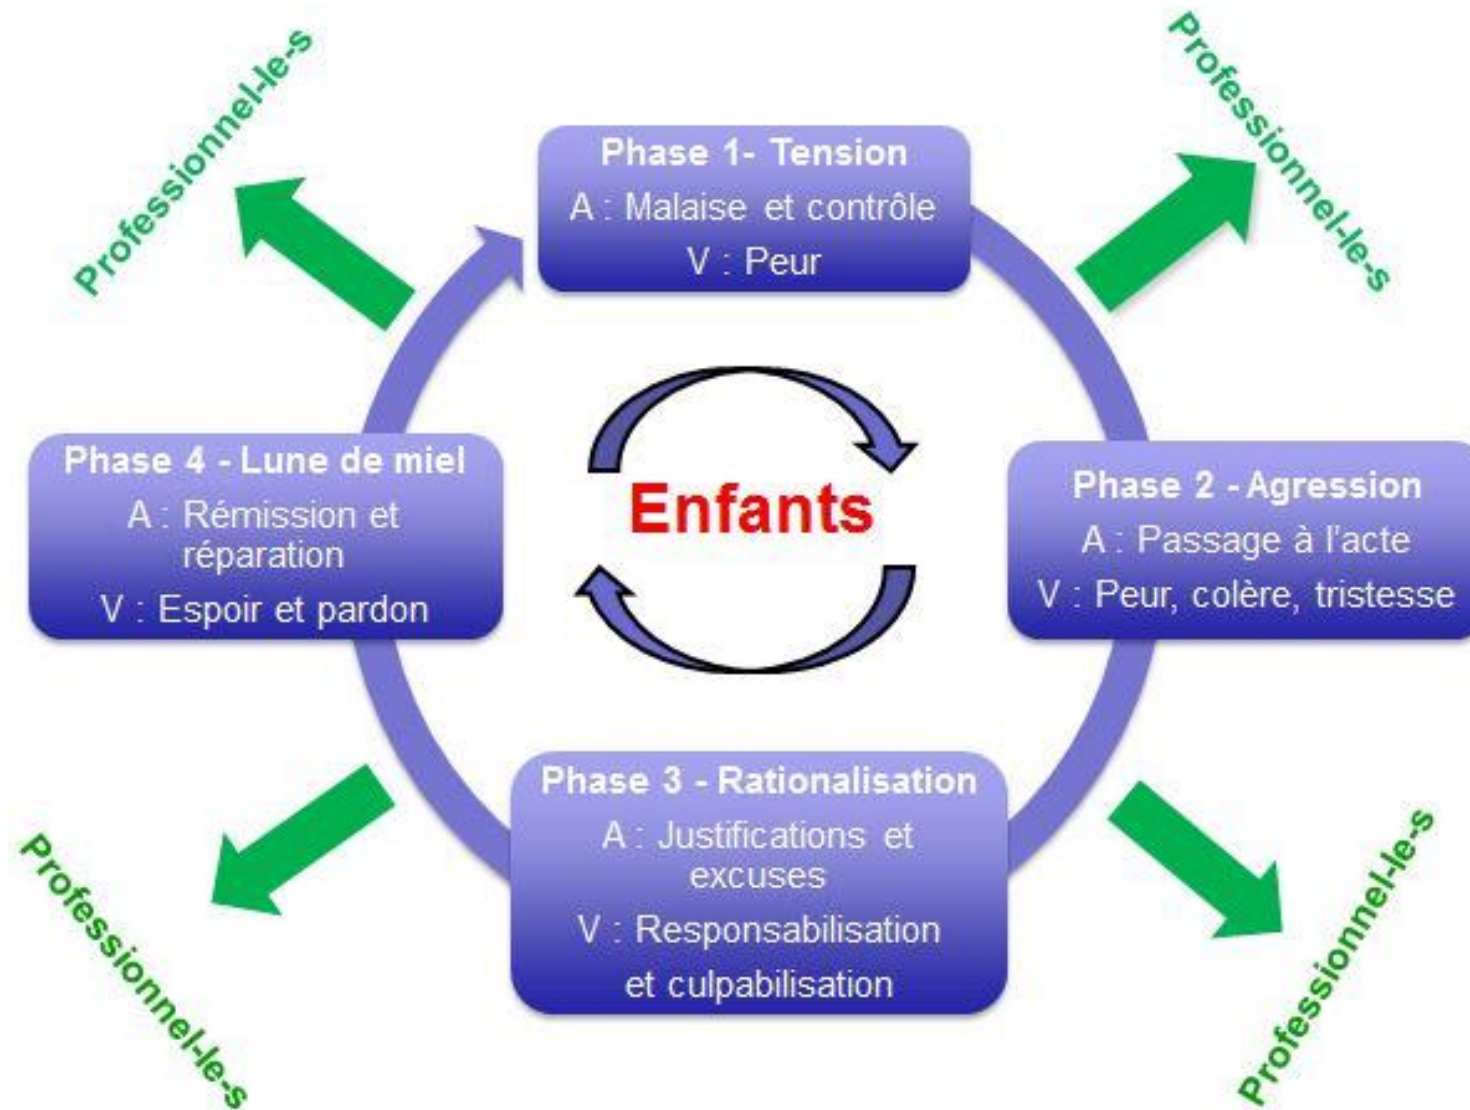 Professionnel-le-s
Professionnel-le-s
Phase 1- Tension
A : Malaise et contrôle
V : Peur
Phase 4 - Lune de miel
A : Rémission et
réparation
V : Espoir et pardon
Enfants
Phase 2 - Agression
A : Passage à l'acte
V : Peur, colère, tristesse
Phase 3 - Rationalisation
A : Justifications et
excuses
V : Responsabilisation
et culpabilisation
Professionnel-le-s
Professionnel-le-s